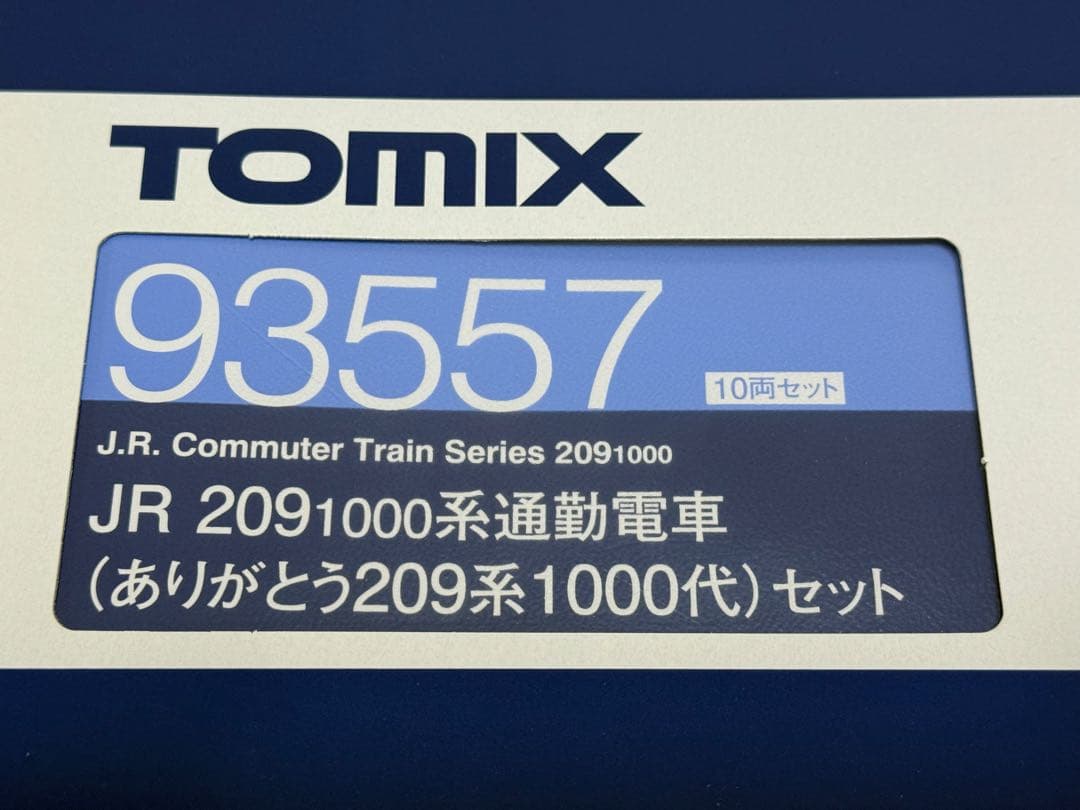 TOMIX
93557
10両セット
J.R. Commuter Train Series 2091000
JR 2091000系通勤電車
(ありがとう209系1000代)セット